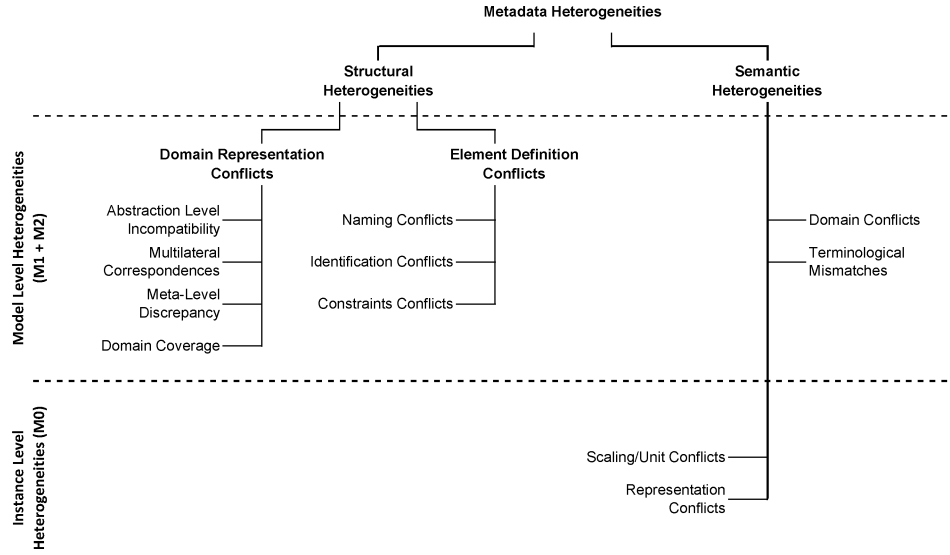 Metadata Heterogeneities
Structural
Heterogeneities
Semantic
Heterogeneities
Model Level Heterogeneities
(M1 + M2)
Domain Representation
Conflicts
Abstraction Level
Incompatibility
Multilateral
Correspondences
Meta-Level
Discrepancy
Domain Coverage
Element Definition
Conflicts
Naming Conflicts
Identification Conflicts
Constraints Conflicts
Domain Conflicts
Terminological
Mismatches
Instance Level
Heterogeneities (M0)
Scaling/Unit Conflicts
Representation
Conflicts